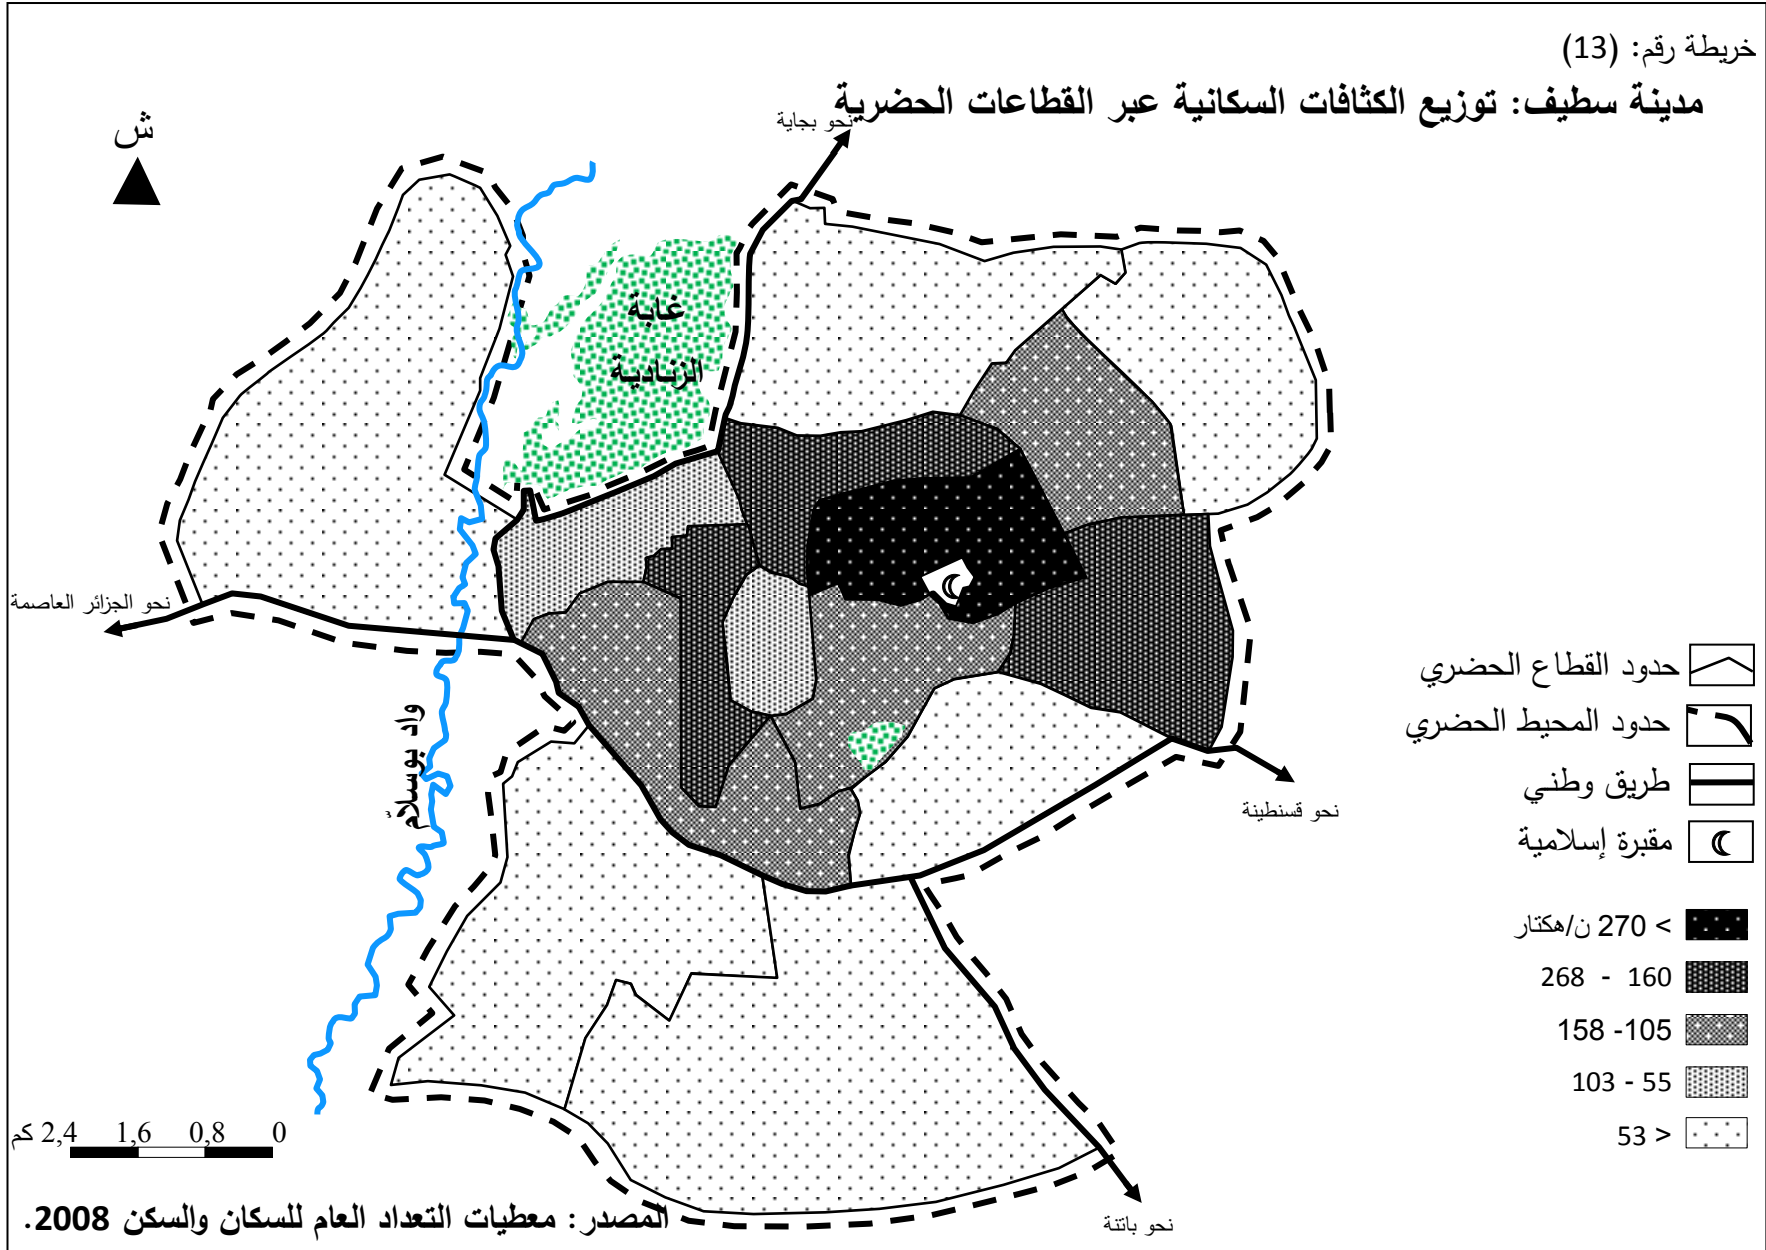 خريطة رقم: (13)
مدينة سطيف: توزيع الكثافات السكانية عبر القطاعات الحضرية
نحو بجاية
ش
غابة
الزنادية
نحو الجزائر العاصمة
واد بوسلاّم
حدود القطاع الحضري
حدود المحيط الحضري
طريق وطني
نحو قسنطينة
مقبرة إسلامية
> 270 ن/هكتار
160 - 268
105- 158
55 - 103
< 53
0 0,8 1,6 2,4 كم
نحو باتنة
المصدر: معطيات التعداد العام للسكان والسكن 2008.